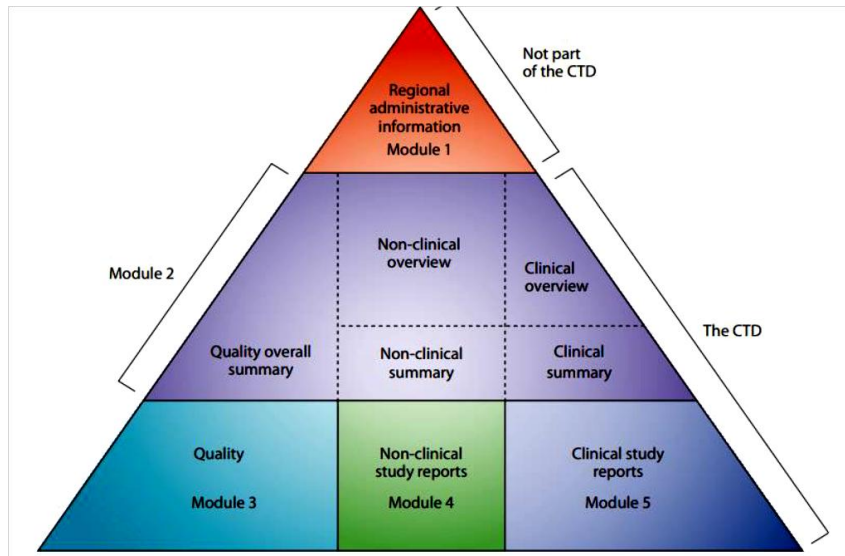 Not part
of the CTD
Regional
administrative
information
Module 1
Module 2
Non-clinical
overview
Clinical
overview
The CTD
Quality overall
summary
Non-clinical
summary
Clinical
summary
Quality
Module 3
Non-clinical
study reports
Module 4
Clinical study
reports
Module 5